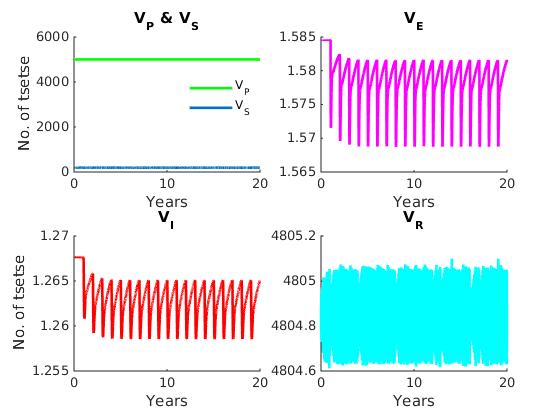 V_P & V_S
V_E
No. of tsetse
6000
4000
2000
0
V_P
V_S
0 10 20
Years
1.585
1.58
1.575
1.57
1.565
0 10 20
Years
V_I
V_R
No. of tsetse
1.27
1.265
1.26
1.255
0 10 20
Years
4805.2
4805
4804.8
4804.6
0 10 20
Years